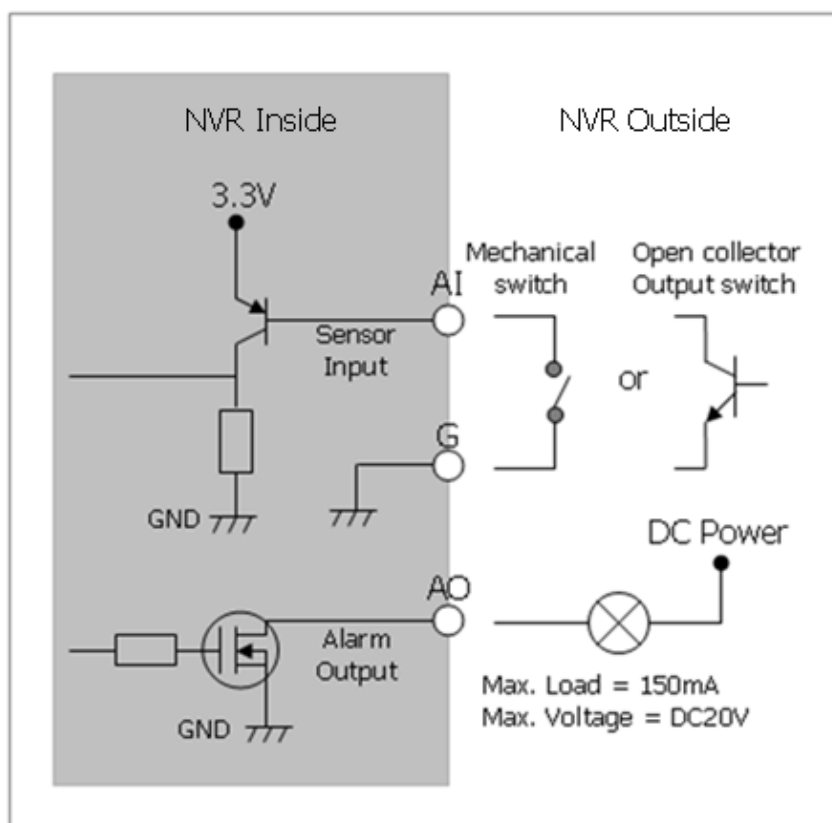 NVR Inside
NVR Outside
3.3V
Mechanical
switch
Open collector
Output switch
AI
Sensor
Input
or
G
GND
DC Power
AO
Alarm
Output
Max. Load = 150mA
Max. Voltage = DC20V
GND